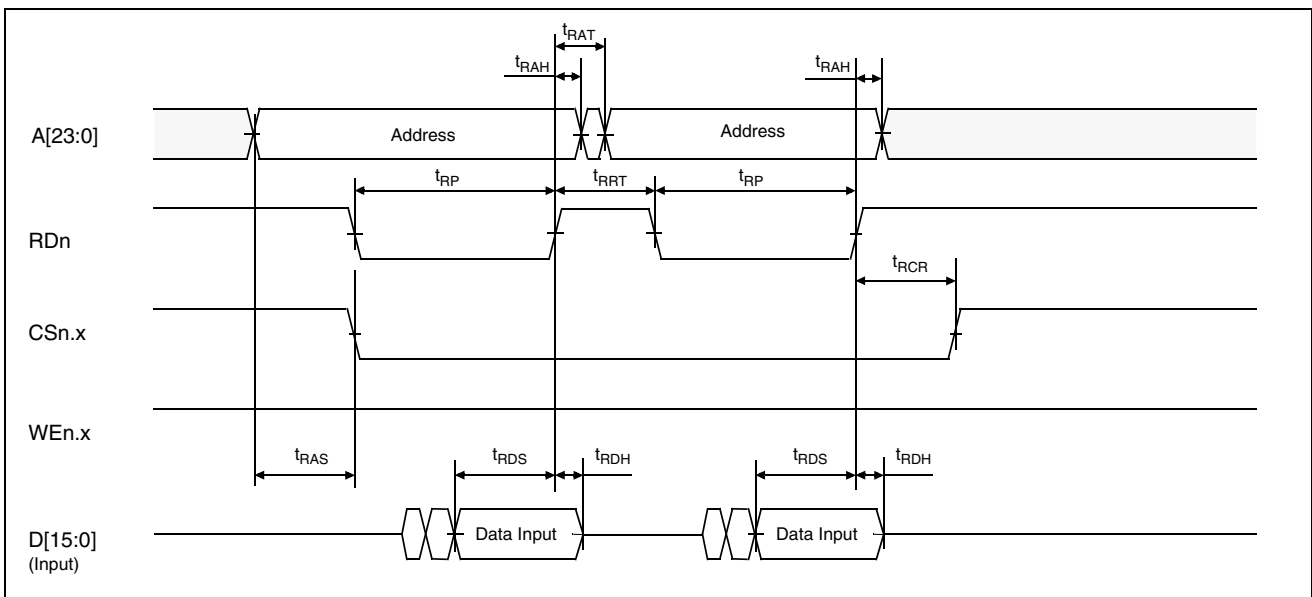 tRAT
tRAH
tRAH
A[23:0]
Address
Address
tRP
tRRT
tRP
RDn
tRCR
CSn.x
WEn.x
tRAS
tRDS
tRDH
tRDS
tRDH
D[15:0]
Data Input
Data Input
(Input)